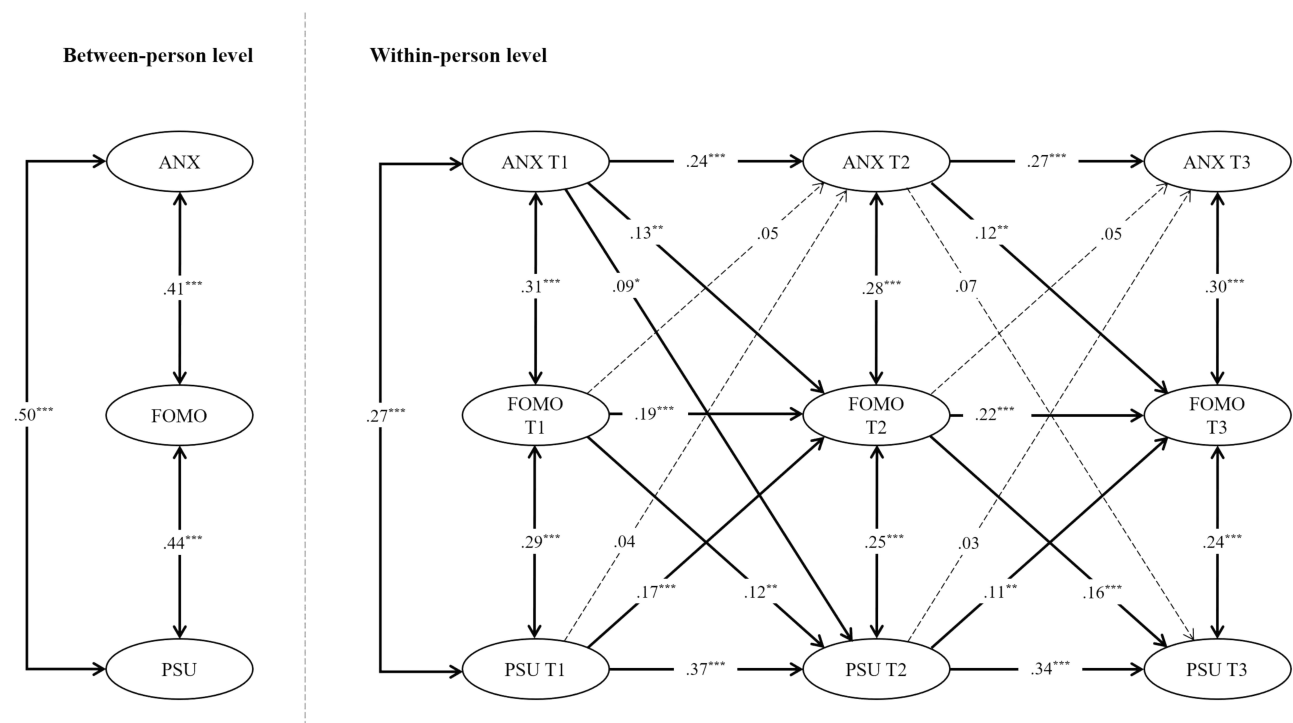 Between-person level
Within-person level
ANX
ANX T1
.24***
ANX T2
.27***
ANX T3
.13**
.05
.12**
.05
.41***
.31***
.09*
.28***
.07
.30***
.50***
FOMO
.27***
FOMO
T1
.19***
FOMO
T2
.22***
FOMO
T3
.44***
.29***
.04
.25***
.03
.24***
.17***
.12**
.11**
.16***
PSU
PSU T1
.37***
PSU T2
.34***
PSU T3